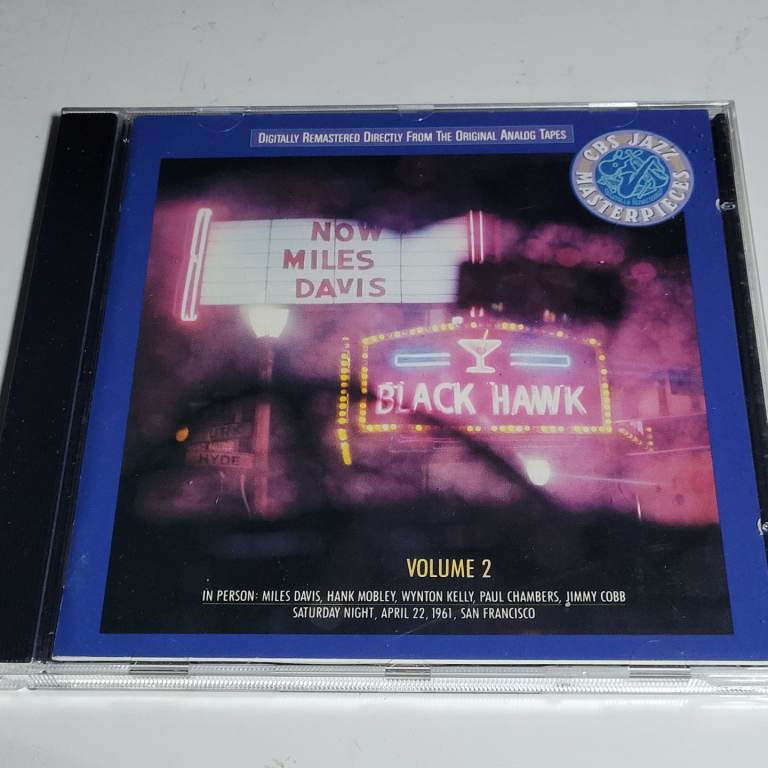 DIGITALLY REMASTERED DIRECTLY FROM THE ORIGINAL ANALOG TAPES
CBS JAZZ
MASTERPIECES
NOW
MILES
DAVIS
BLACK HAWK
HYDE
VOLUME 2
IN PERSON: MILES DAVIS, HANK MOBLEY, WYNTON KELLY, PAUL CHAMBERS, JIMMY COBB
SATURDAY NIGHT, APRIL 22, 1961, SAN FRANCISCO